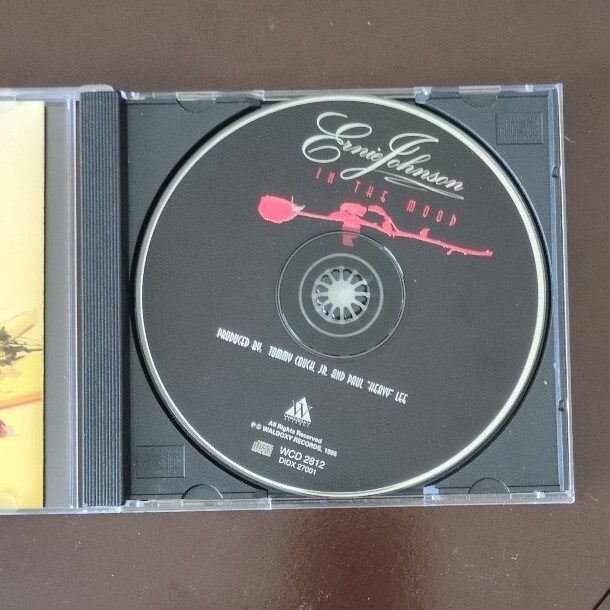 Ernie Johnson
IN THE MOOD
PRODUCED BY: TOMMY COUCH, JR. AND PAUL "HEAVY" LEE
All Rights Reserved
℗ © WALDOXY RECORDS, 1995
WCD 2612
DIDX 27001